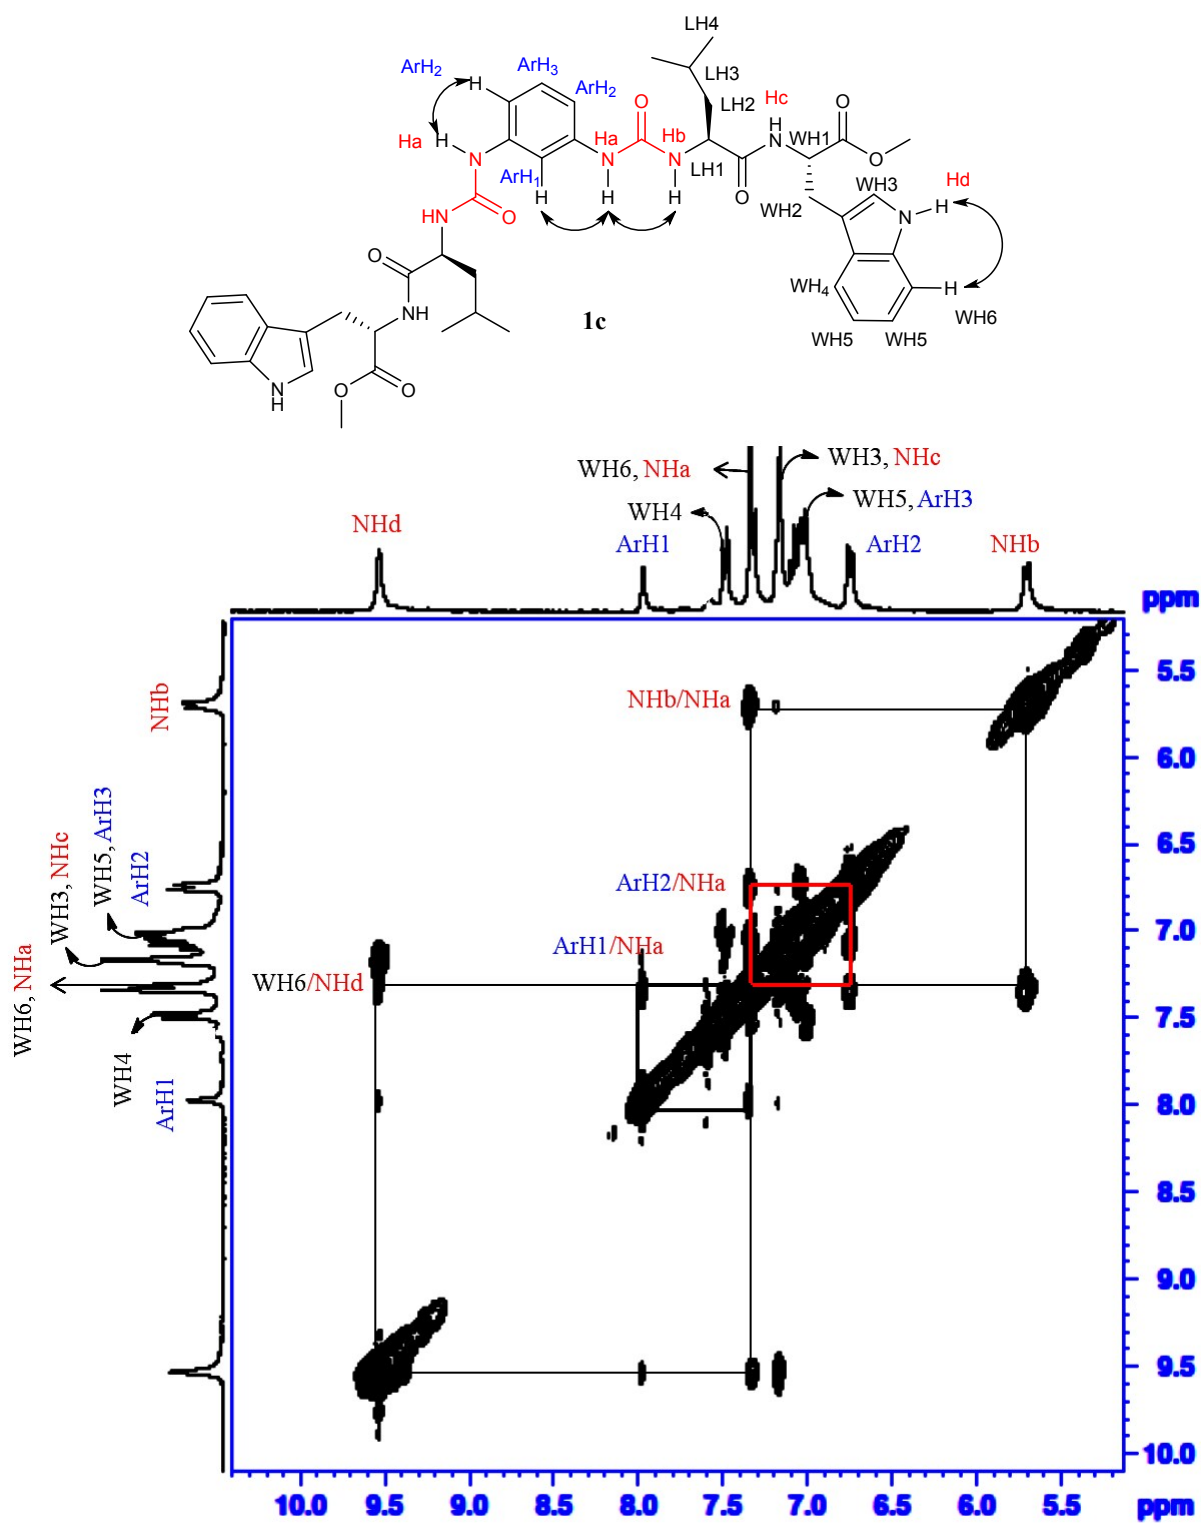 LH4
ArH2
H
ArH3
ArH2
LH3
LH2
O
Hc
O
Ha
H
N
Ha
Hb
H
N
WH1
N
N
LH1
O
O
ArH1
H
H
H
WH2
WH3
Hd
HN
O
N
H
O
WH4
H
NH
1c
WH5
WH5
WH6
N
H
O
O
WH6, NHa
WH3, NHc
WH4
WH5, ArH3
NHd
ArH1
ArH2
NHb
ppm
NHb
NHb/NHa
5.5
6.0
6.5
WH6, NHa
WH3, NHc
WH5, ArH3
ArH2
ArH2/NHa
7.0
ArH1/NHa
WH6/NHd
7.5
WH4
ArH1
8.0
8.5
9.0
9.5
10.0
10.0 9.5 9.0 8.5 8.0 7.5 7.0 6.5 6.0 5.5 ppm